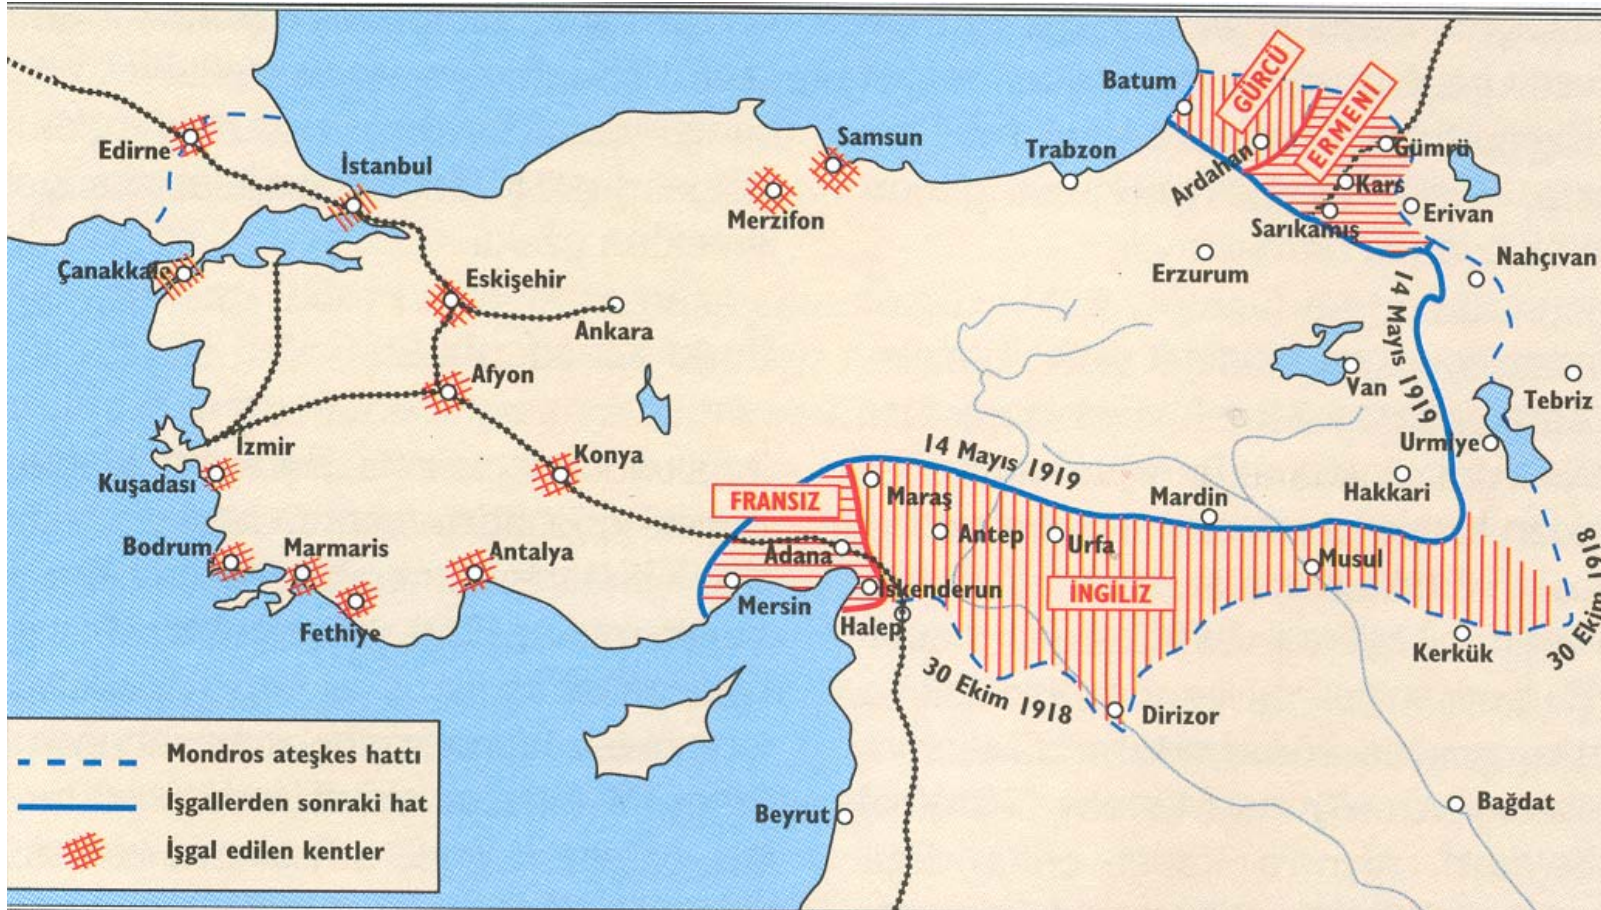 GÜRCÜ
ERMENİ
Batum
Samsun
Gümrü
Edirne
İstanbul
Trabzon
Ardahan
Kars
Merzifon
Sarıkamış
Erivan
Çanakkale
Eskişehir
Erzurum
Nahçıvan
14 Mayıs 1919
Ankara
Afyon
Van
Tebriz
İzmir
14 Mayıs 1919
Urmiye
Kuşadası
Konya
FRANSIZ
Maraş
Mardin
Hakkari
Bodrum
Marmaris
Antalya
Adana
Antep
Urfa
Musul
Mersin
İskenderun
İNGİLİZ
30 Ekim 1918
Fethiye
Halep
Kerkük
30 Ekim 1918
Dirizor
Mondros ateşkes hattı
İşgallerden sonraki hat
Beyrut
Bağdat
İşgal edilen kentler